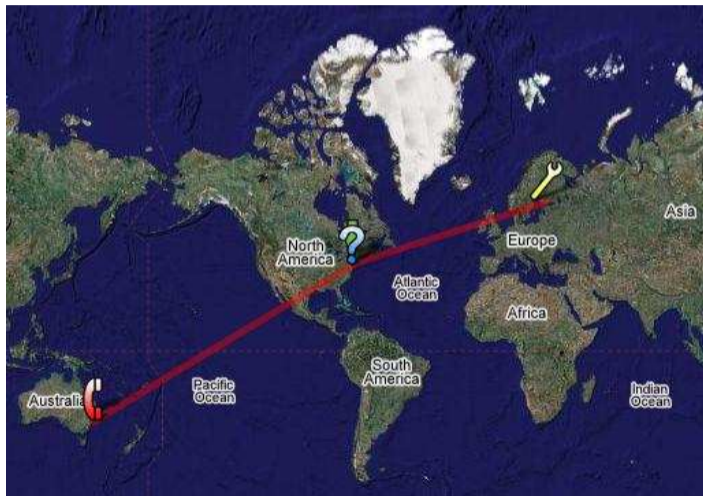 Asia
North
America
Europe
Atlantic
Ocean
Africa
South
America
Pacific
Ocean
Indian
Ocean
Australia